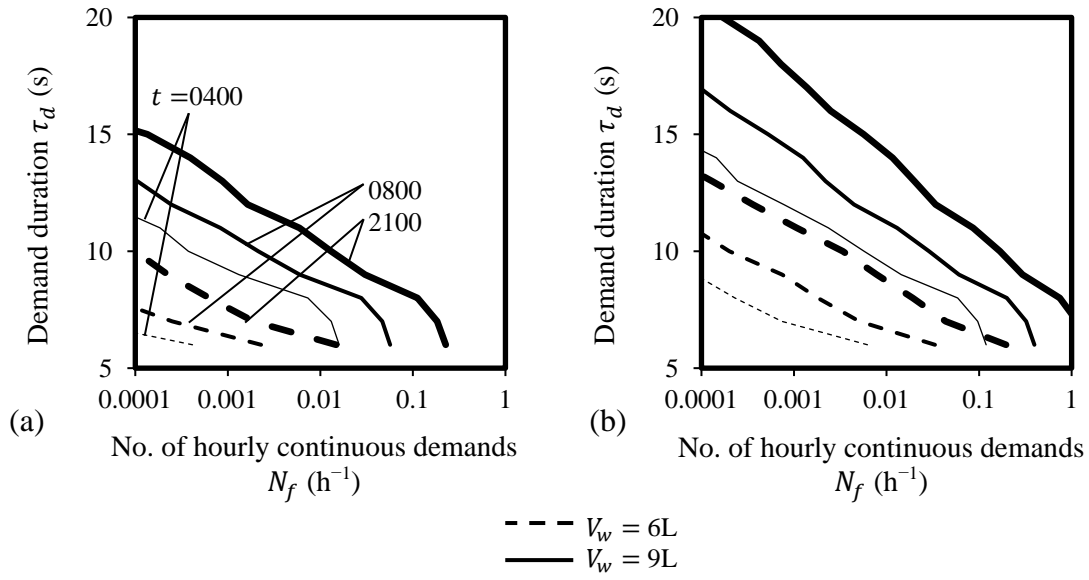 20
15
10
5
Demand duration τ_d (s)
t =0400
0800
2100
0.0001 0.001 0.01 0.1 1
(a)
No. of hourly continuous demands
N_f (h⁻¹)
20
15
10
5
Demand duration τ_d (s)
0.0001 0.001 0.01 0.1 1
(b)
No. of hourly continuous demands
N_f (h⁻¹)
V_w = 6L
V_w = 9L